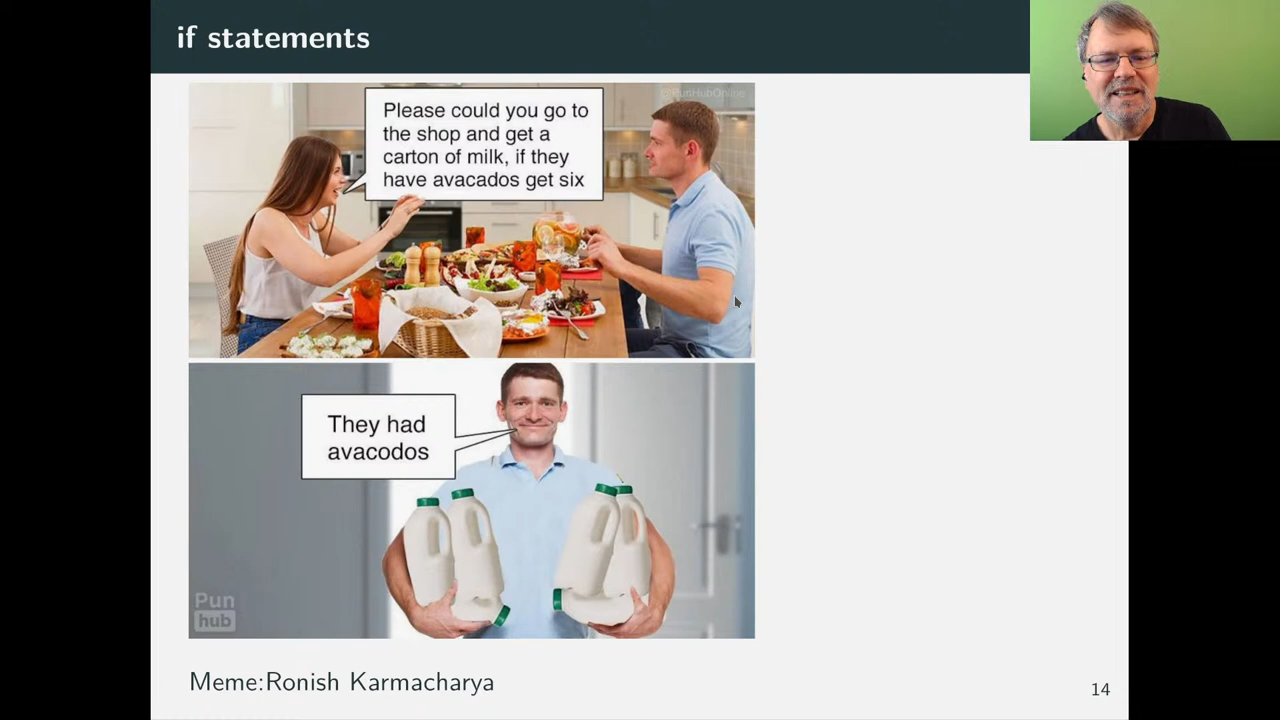 if statements
@PunHubOnline
Please could you go to
the shop and get a
carton of milk, if they
have avacados get six
They had
avacodos
Pun
hub
Meme:Ronish Karmacharya
14